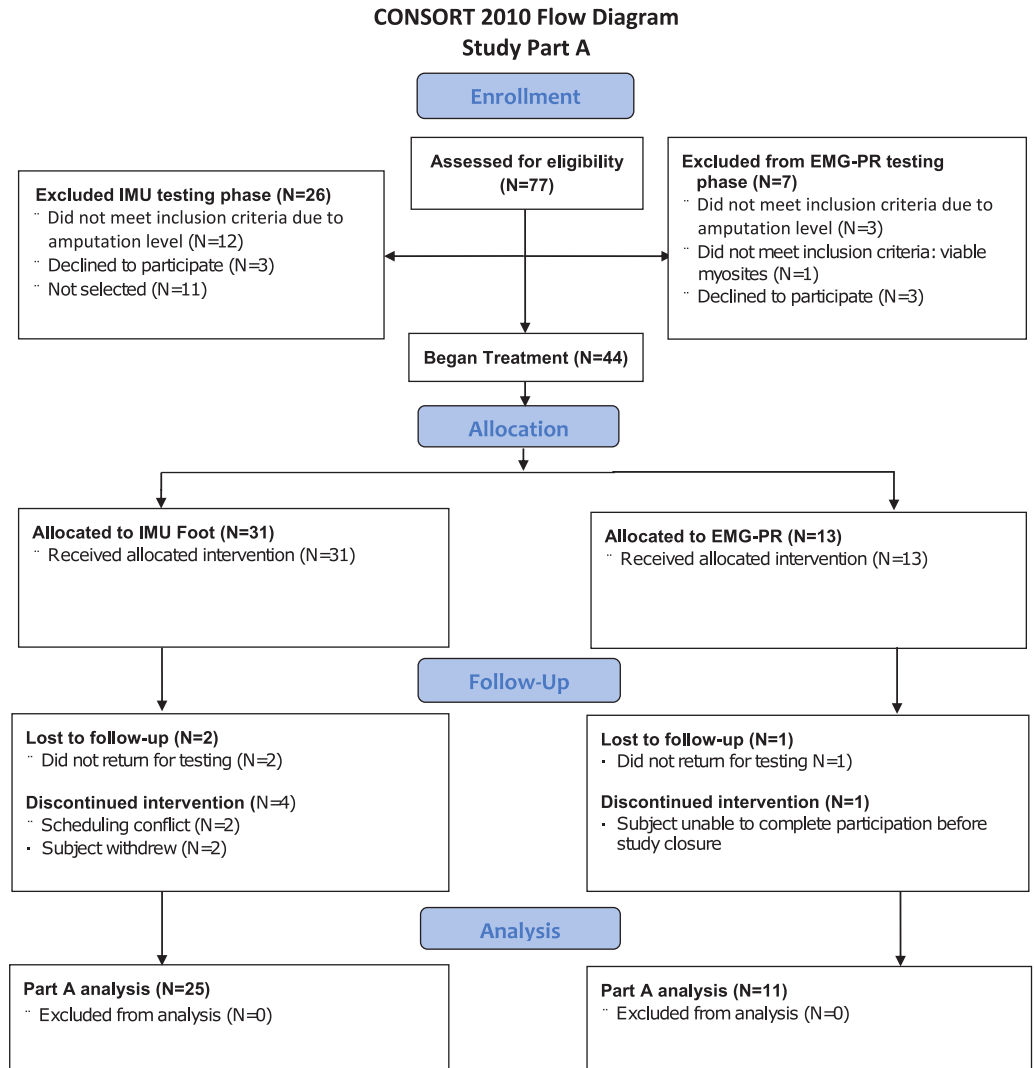 CONSORT 2010 Flow Diagram
Study Part A
Enrollment
Assessed for eligibility
(N=77)
Excluded IMU testing phase (N=26)
¨ Did not meet inclusion criteria due to
amputation level (N=12)
¨ Declined to participate (N=3)
¨ Not selected (N=11)
Excluded from EMG-PR testing
phase (N=7)
¨ Did not meet inclusion criteria due to
amputation level (N=3)
¨ Did not meet inclusion criteria: viable
myosites (N=1)
¨ Declined to participate (N=3)
Began Treatment (N=44)
Allocation
Allocated to IMU Foot (N=31)
¨ Received allocated intervention (N=31)
Allocated to EMG-PR (N=13)
¨ Received allocated intervention (N=13)
Follow-Up
Lost to follow-up (N=2)
¨ Did not return for testing (N=2)
Discontinued intervention (N=4)
· Scheduling conflict (N=2)
· Subject withdrew (N=2)
Lost to follow-up (N=1)
· Did not return for testing N=1)
Discontinued intervention (N=1)
· Subject unable to complete participation before
study closure
Analysis
Part A analysis (N=25)
¨ Excluded from analysis (N=0)
Part A analysis (N=11)
¨ Excluded from analysis (N=0)